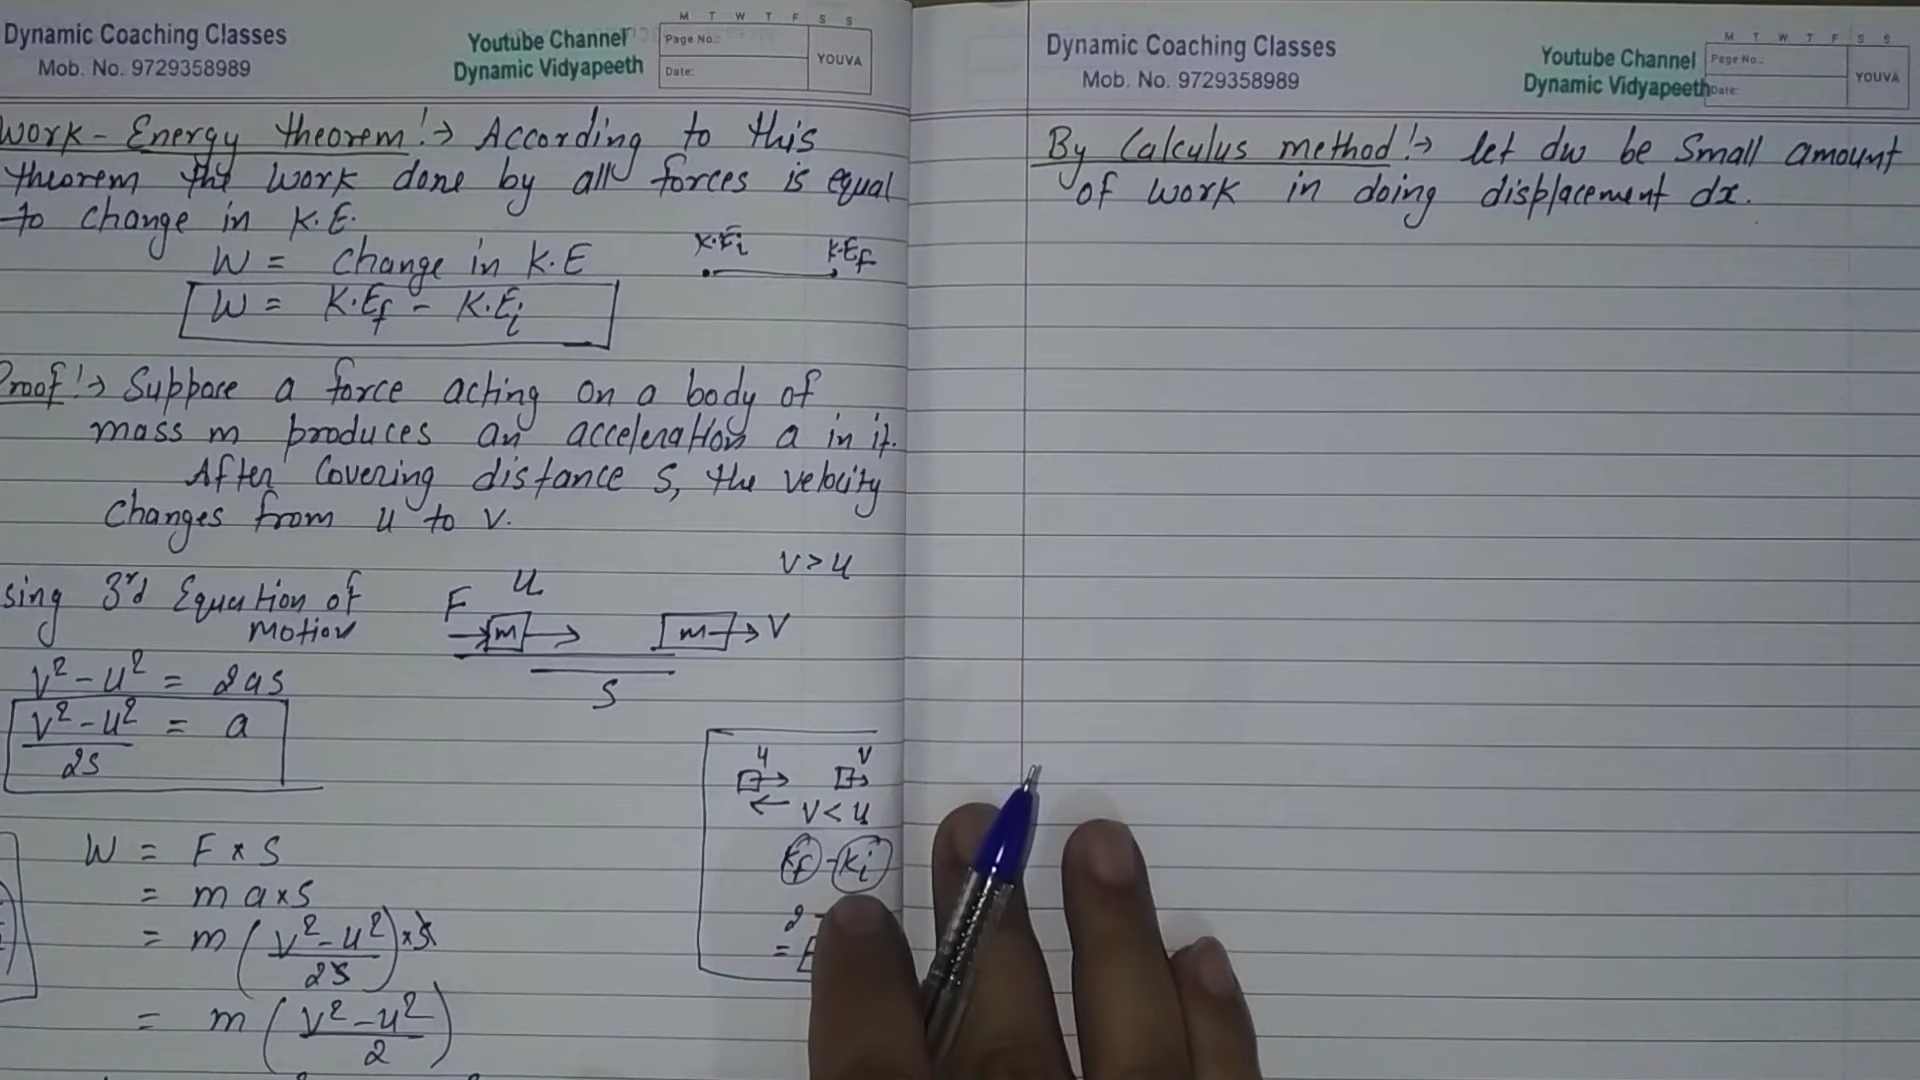 Dynamic Coaching Classes
Mob. No. 9729358989
Youtube Channel
Dynamic Vidyapeeth
M T W T F S S
Page No.:
Date:
YOUVA
Work - Energy theorem :→ According to this
theorem the work done by all forces is equal
to change in K.E.
W = change in K.E
K.Ei K.Ef
W = K.Ef - K.Ei
Proof :→ Suppose a force acting on a body of
mass m produces an acceleration a in it.
After Covering distance s, the velocity
Changes from u to v.
v > u
sing 3rd Equation of
Motion
F u
m m v
s
v² - u² = 2as
v² - u² / 2s = a
u v
v < u
Kf - Ki
2 -
=
W = F × S
= m a × s
= m (v² - u² / 2s) × s
= m (v² - u² / 2)
Dynamic Coaching Classes
Mob. No. 9729358989
Youtube Channel
Dynamic Vidyapeeth
M T W T F S S
Page No.:
Date:
YOUVA
By Calculus method :→ let dw be Small amount
of work in doing displacement dx.